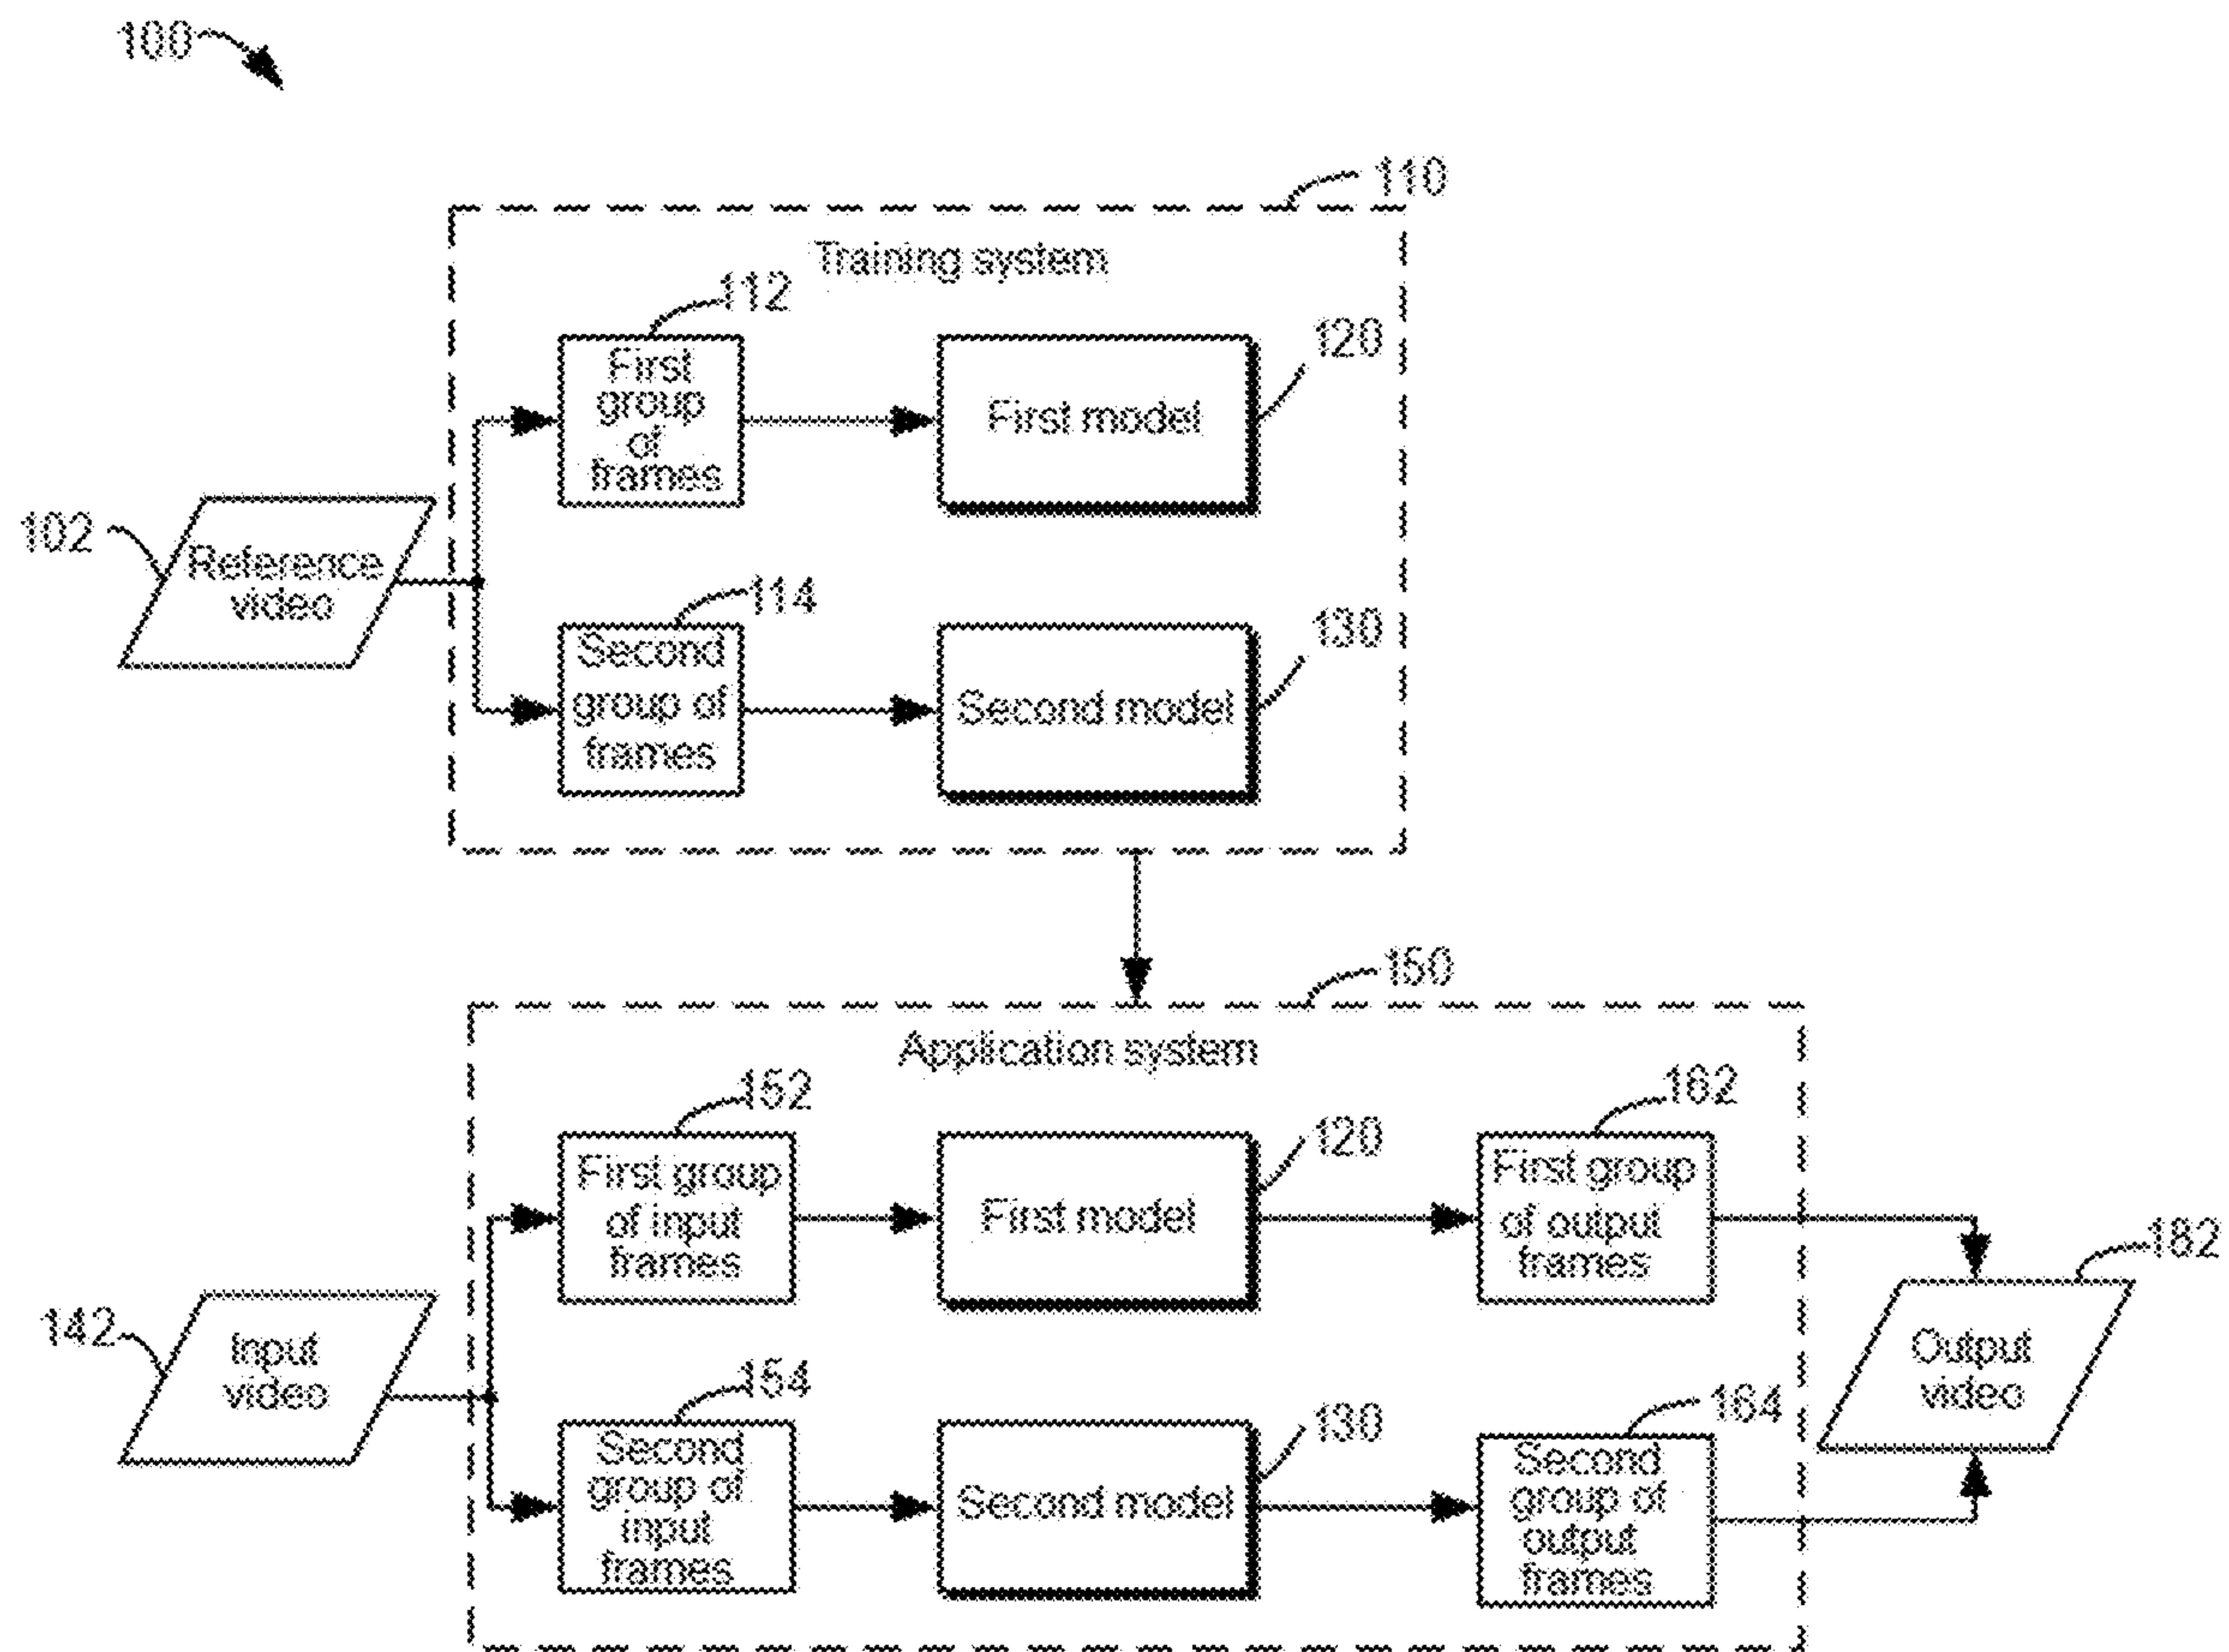 100
110
Training system
112
120
First
group
of
frames
First model
102
Reference
video
114
130
Second
group of
frames
Second model
150
Application system
152
162
120
First group
of input
frames
First model
First group
of output
frames
182
142
Input
video
Output
video
154
164
130
Second
group of
input
frames
Second model
Second
group of
output
frames